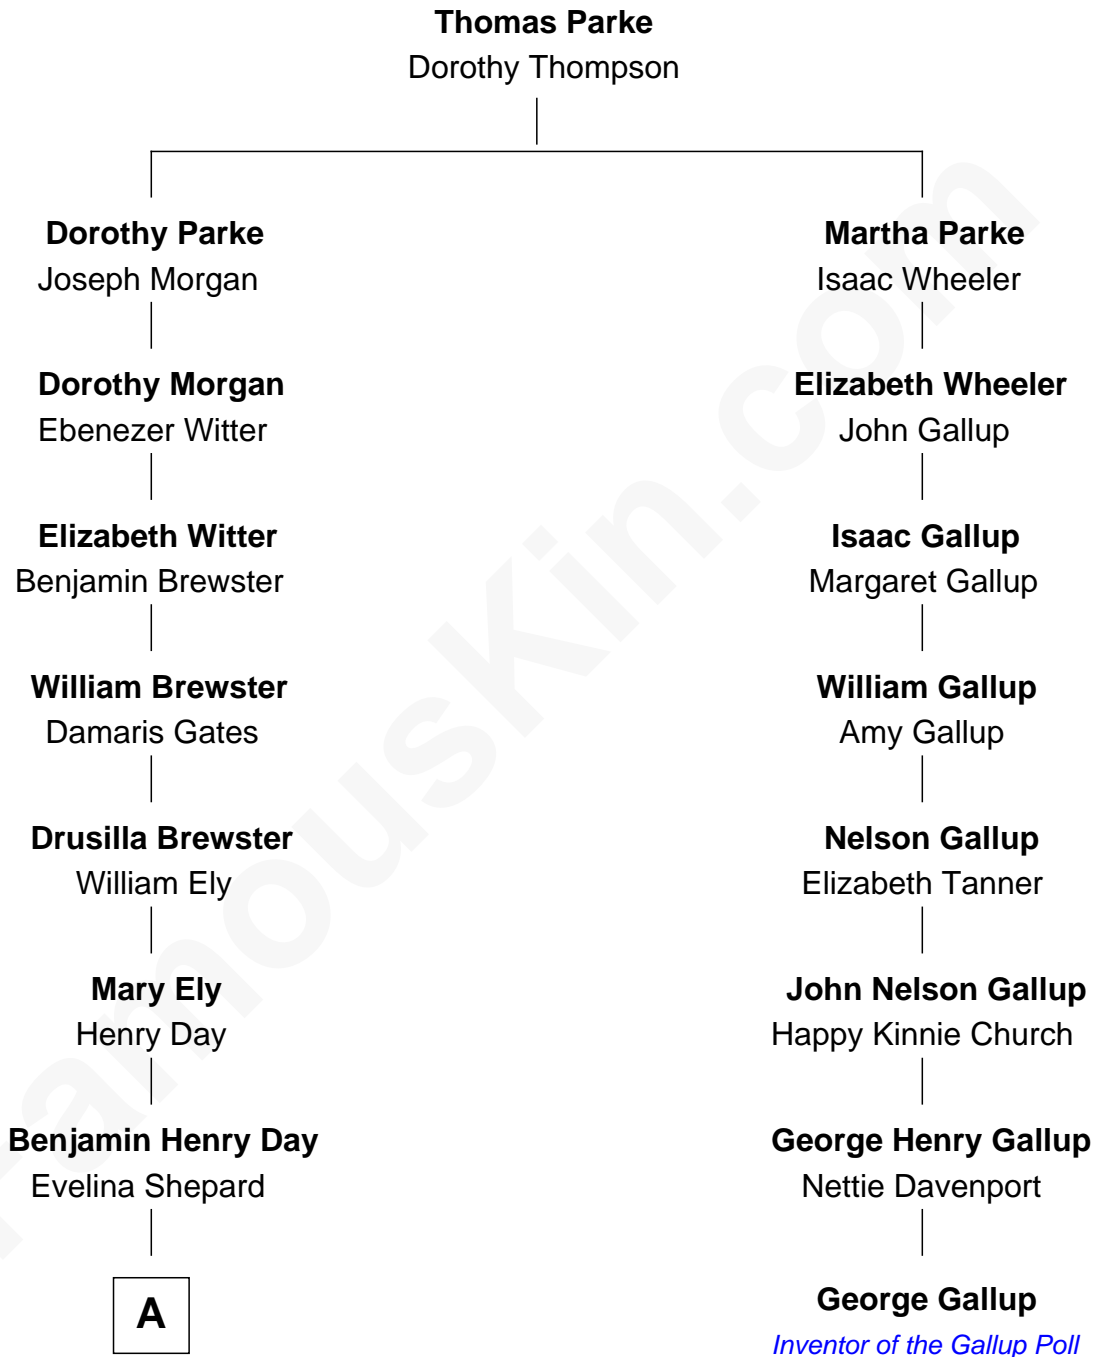 Thomas Parke
Dorothy Thompson
Dorothy Parke
Joseph Morgan
Martha Parke
Isaac Wheeler
Dorothy Morgan
Ebenezer Witter
Elizabeth Wheeler
John Gallup
Elizabeth Witter
Benjamin Brewster
Isaac Gallup
Margaret Gallup
William Brewster
Damaris Gates
William Gallup
Amy Gallup
Drusilla Brewster
William Ely
Nelson Gallup
Elizabeth Tanner
Mary Ely
Henry Day
John Nelson Gallup
Happy Kinnie Church
Benjamin Henry Day
Evelina Shepard
George Henry Gallup
Nettie Davenport
A
George Gallup
Inventor of the Gallup Poll
FamousKin.com